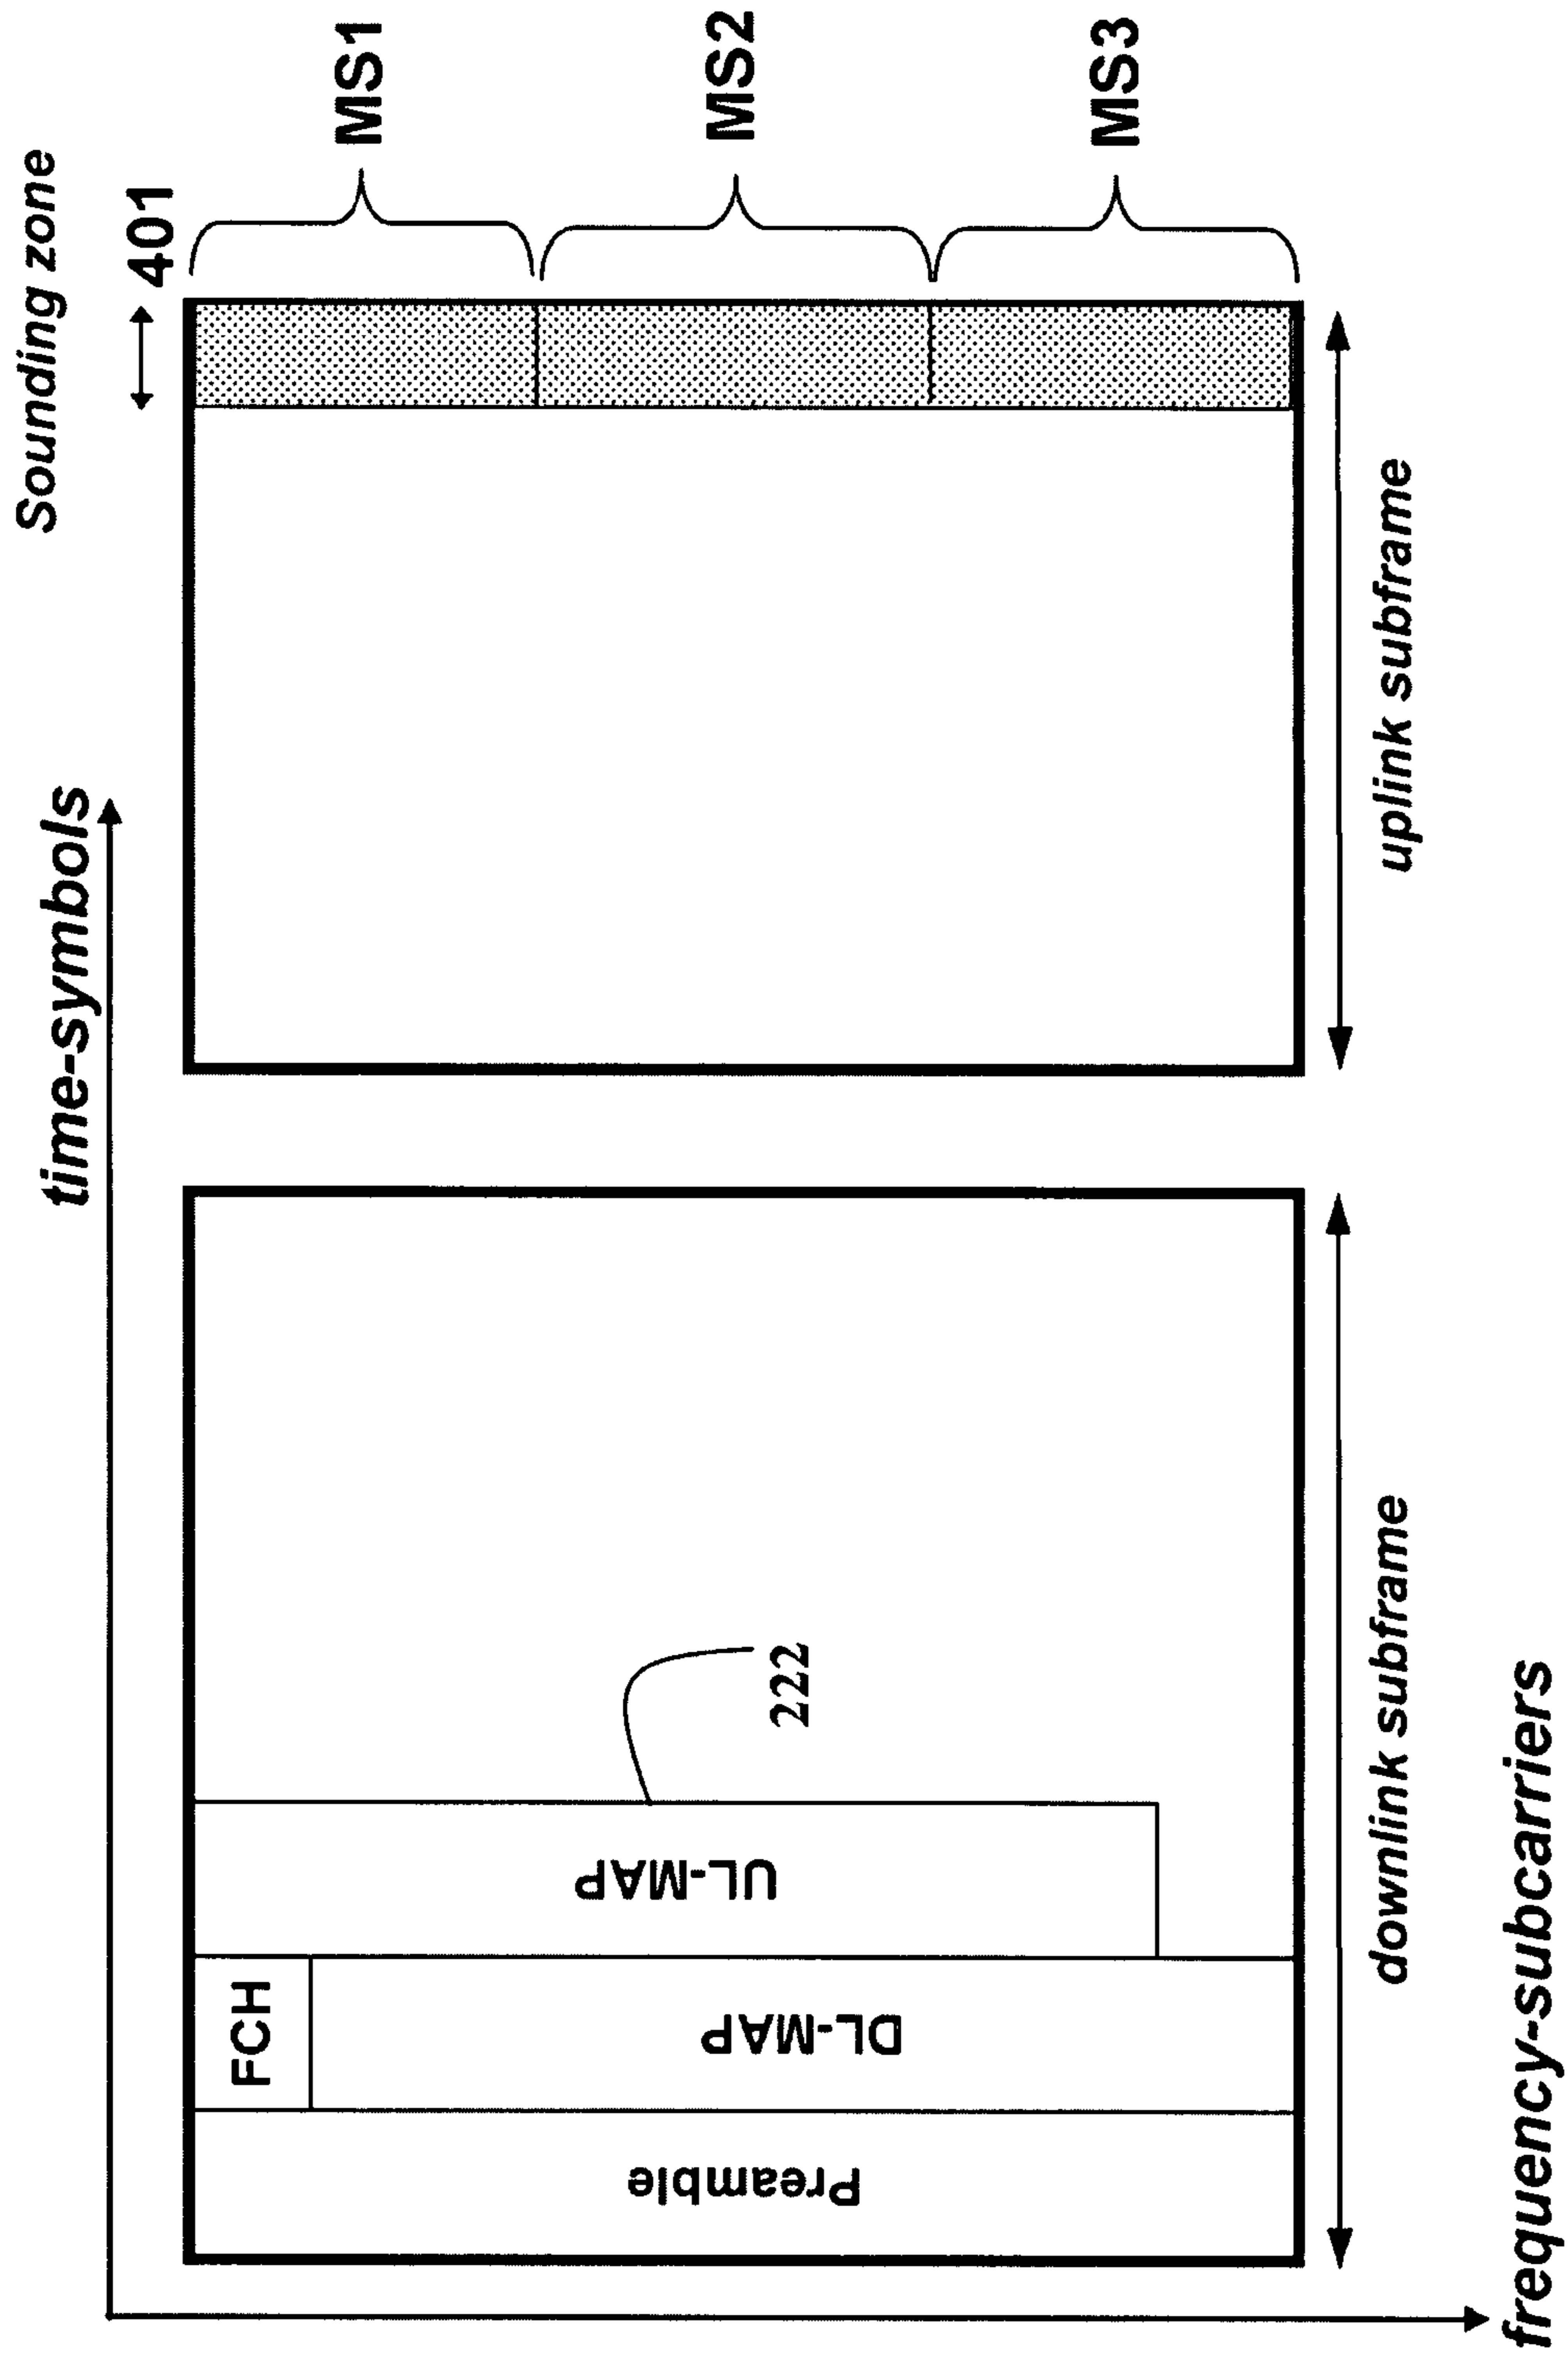 Sounding zone
time-symbols
401
Preamble
FCH
DL-MAP
UL-MAP
222
MS1
MS2
MS3
downlink subframe
uplink subframe
frequency-subcarriers